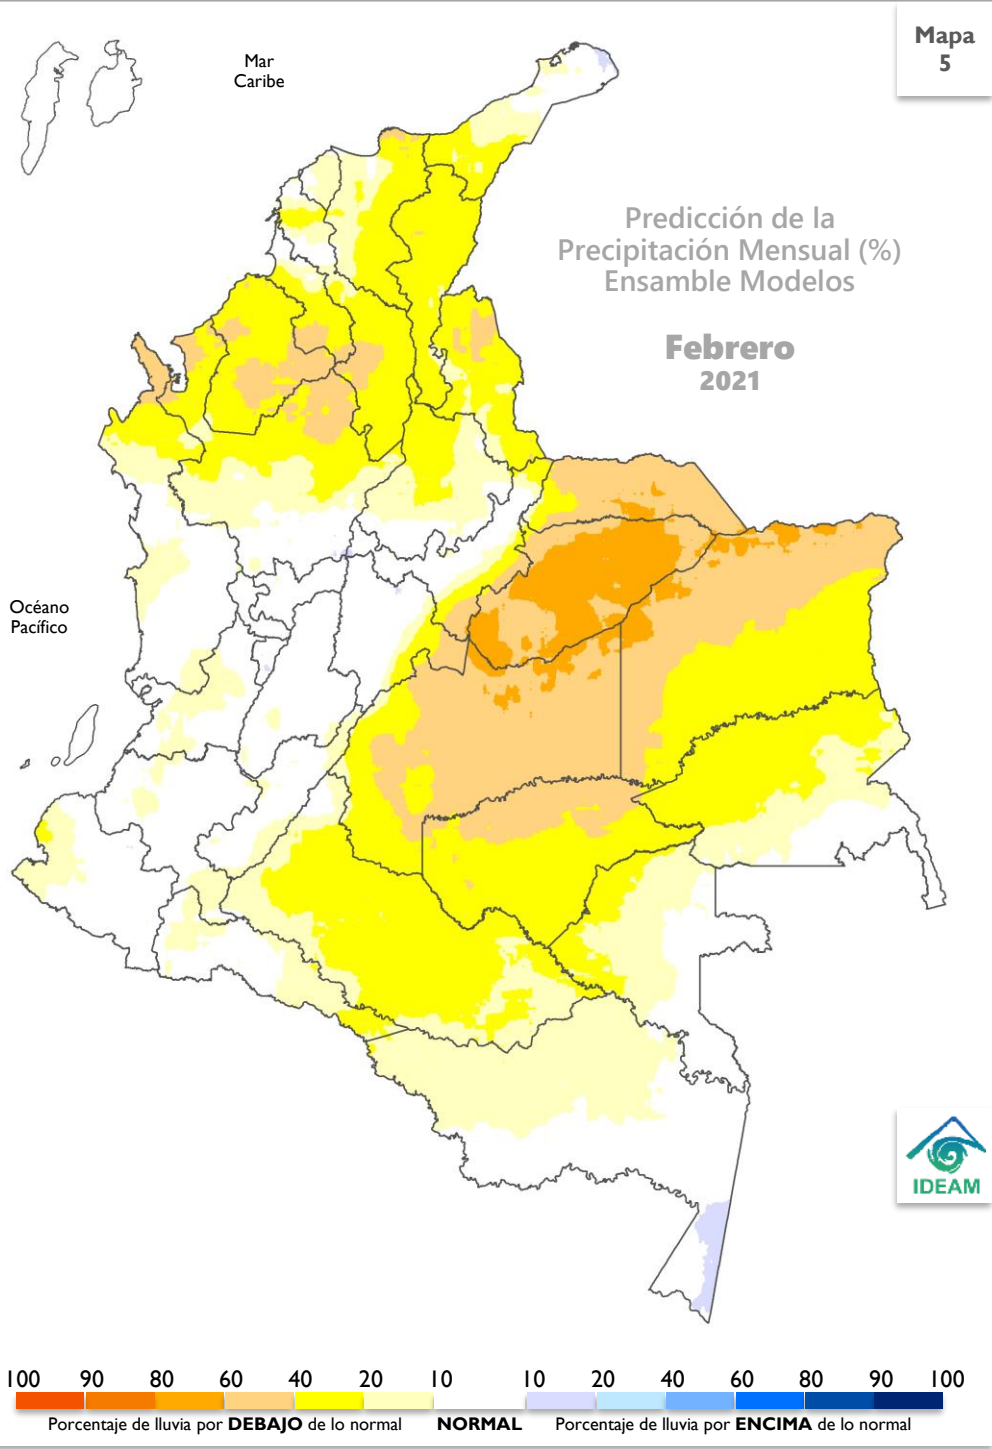 Mapa
5
Mar
Caribe
Predicción de la
Precipitación Mensual (%)
Ensamble Modelos
Febrero
2021
Océano
Pacífico
IDEAM
100 90 80 60 40 20 10 10 20 40 60 80 90 100
Porcentaje de lluvia por DEBAJO de lo normal NORMAL Porcentaje de lluvia por ENCIMA de lo normal